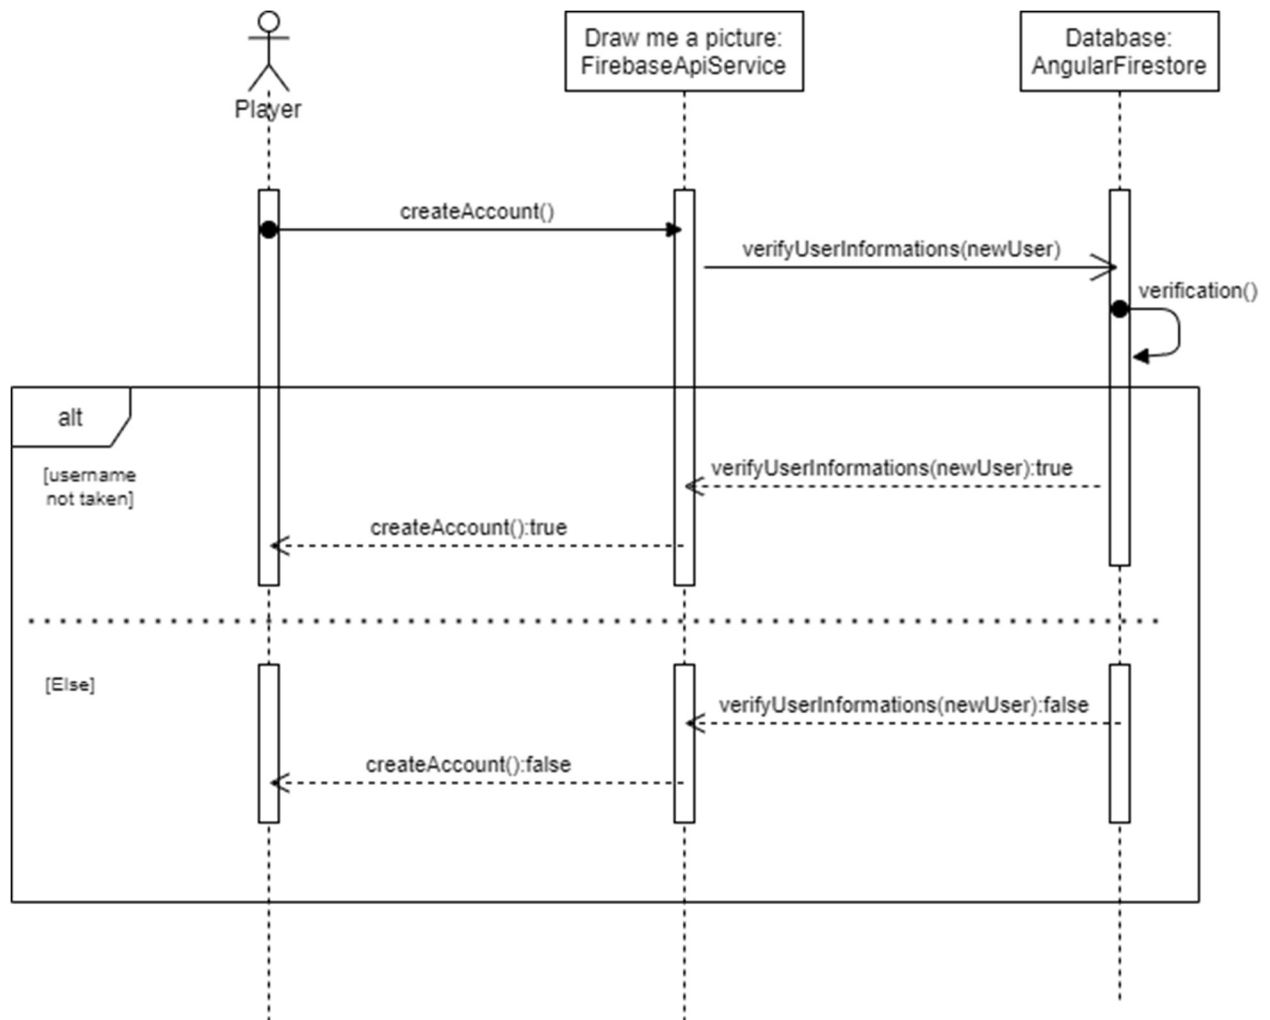 Player
Draw me a picture:
FirebaseApiService
Database:
AngularFirestore
createAccount()
verifyUserInformations(newUser)
verification()
alt
[username
not taken]
verifyUserInformations(newUser):true
createAccount():true
[Else]
verifyUserInformations(newUser):false
createAccount():false